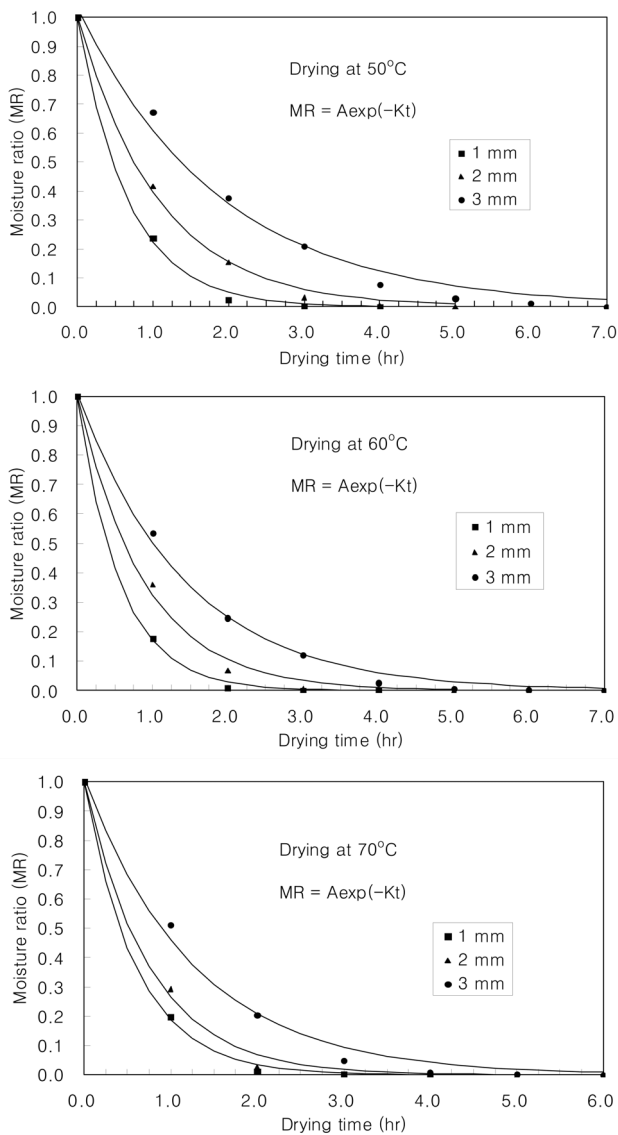 1.0
0.9
0.8
0.7
0.6
0.5
0.4
0.3
0.2
0.1
0.0
Moisture ratio (MR)
Drying at 50°C
MR = Aexp(−Kt)
1 mm
2 mm
3 mm
0.0 1.0 2.0 3.0 4.0 5.0 6.0 7.0
Drying time (hr)
1.0
0.9
0.8
0.7
0.6
0.5
0.4
0.3
0.2
0.1
0.0
Moisture ratio (MR)
Drying at 60°C
MR = Aexp(−Kt)
1 mm
2 mm
3 mm
0.0 1.0 2.0 3.0 4.0 5.0 6.0 7.0
Drying time (hr)
1.0
0.9
0.8
0.7
0.6
0.5
0.4
0.3
0.2
0.1
0.0
Moisture ratio (MR)
Drying at 70°C
MR = Aexp(−Kt)
1 mm
2 mm
3 mm
0.0 1.0 2.0 3.0 4.0 5.0 6.0
Drying time (hr)